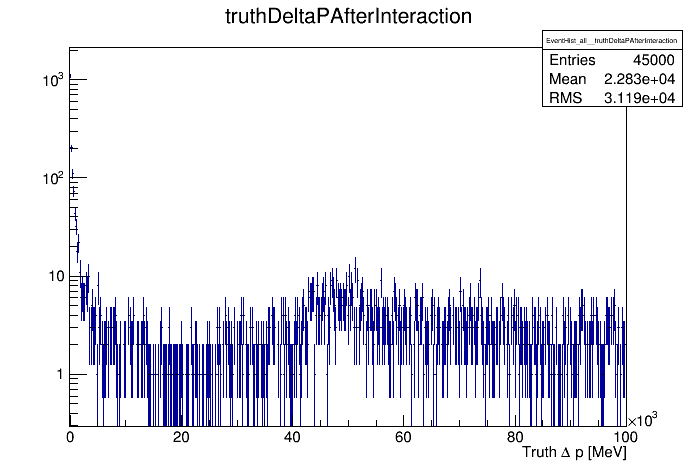 truthDeltaPAfterInteraction
EventHist_all__truthDeltaPAfterInteraction
Entries 45000
Mean 2.283e+04
RMS 3.119e+04
10³
10²
10
1
0 20 40 60 80 100
×10³
Truth Δ p [MeV]